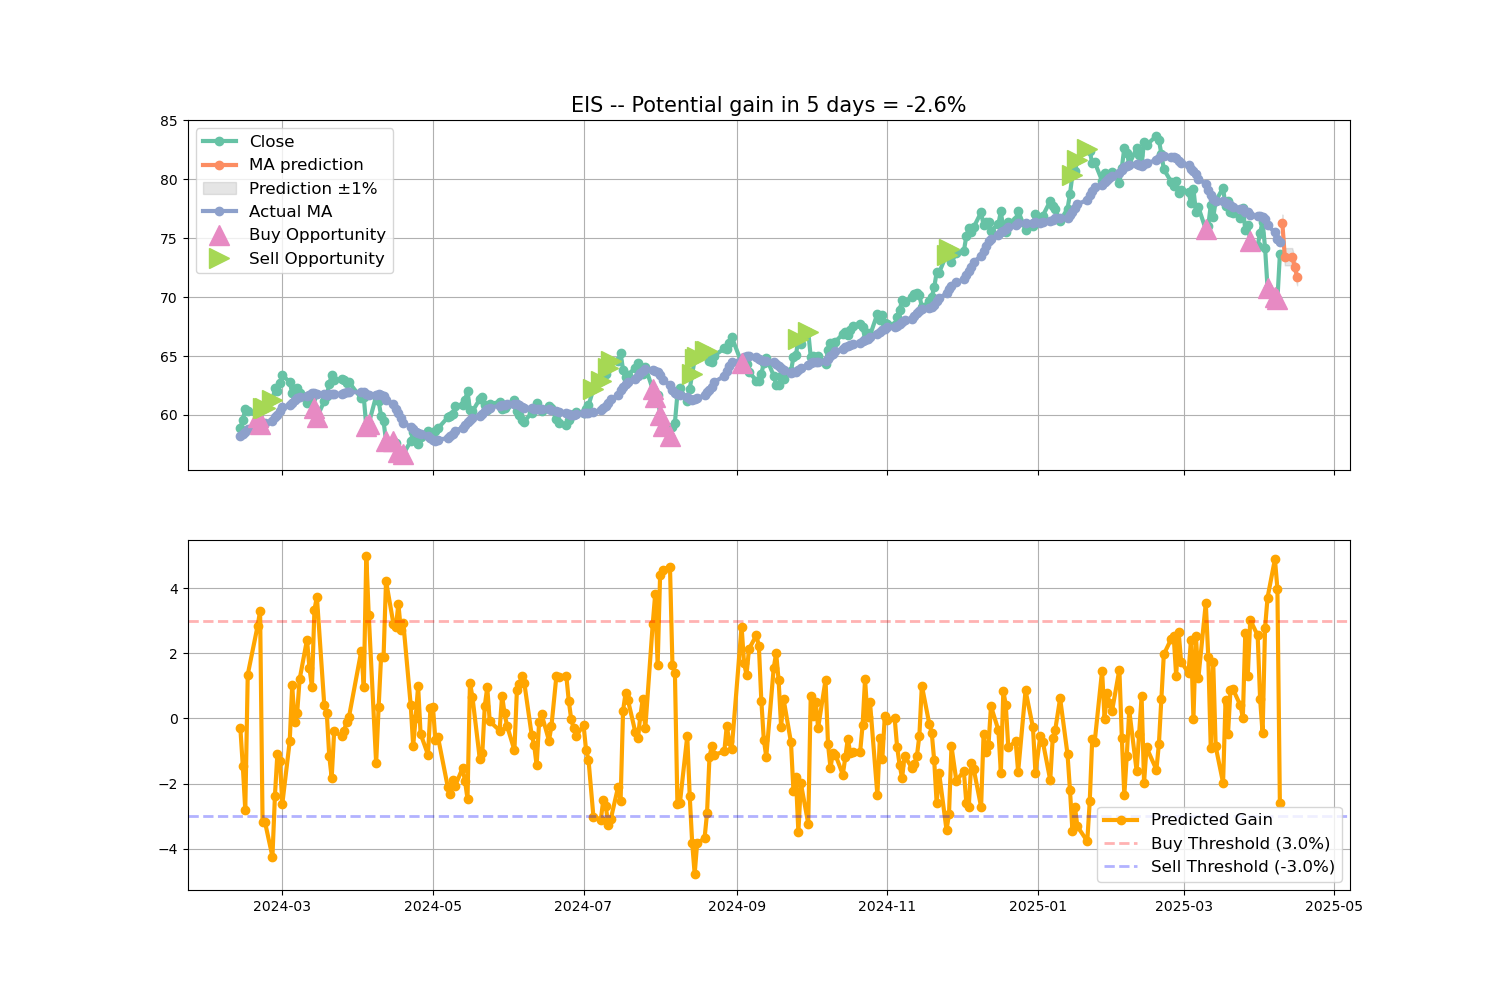 EIS -- Potential gain in 5 days = -2.6%
85
80
75
70
65
60
Close
MA prediction
Prediction ±1%
Actual MA
Buy Opportunity
Sell Opportunity
4
2
0
−2
−4
Predicted Gain
Buy Threshold (3.0%)
Sell Threshold (-3.0%)
2024-03
2024-05
2024-07
2024-09
2024-11
2025-01
2025-03
2025-05